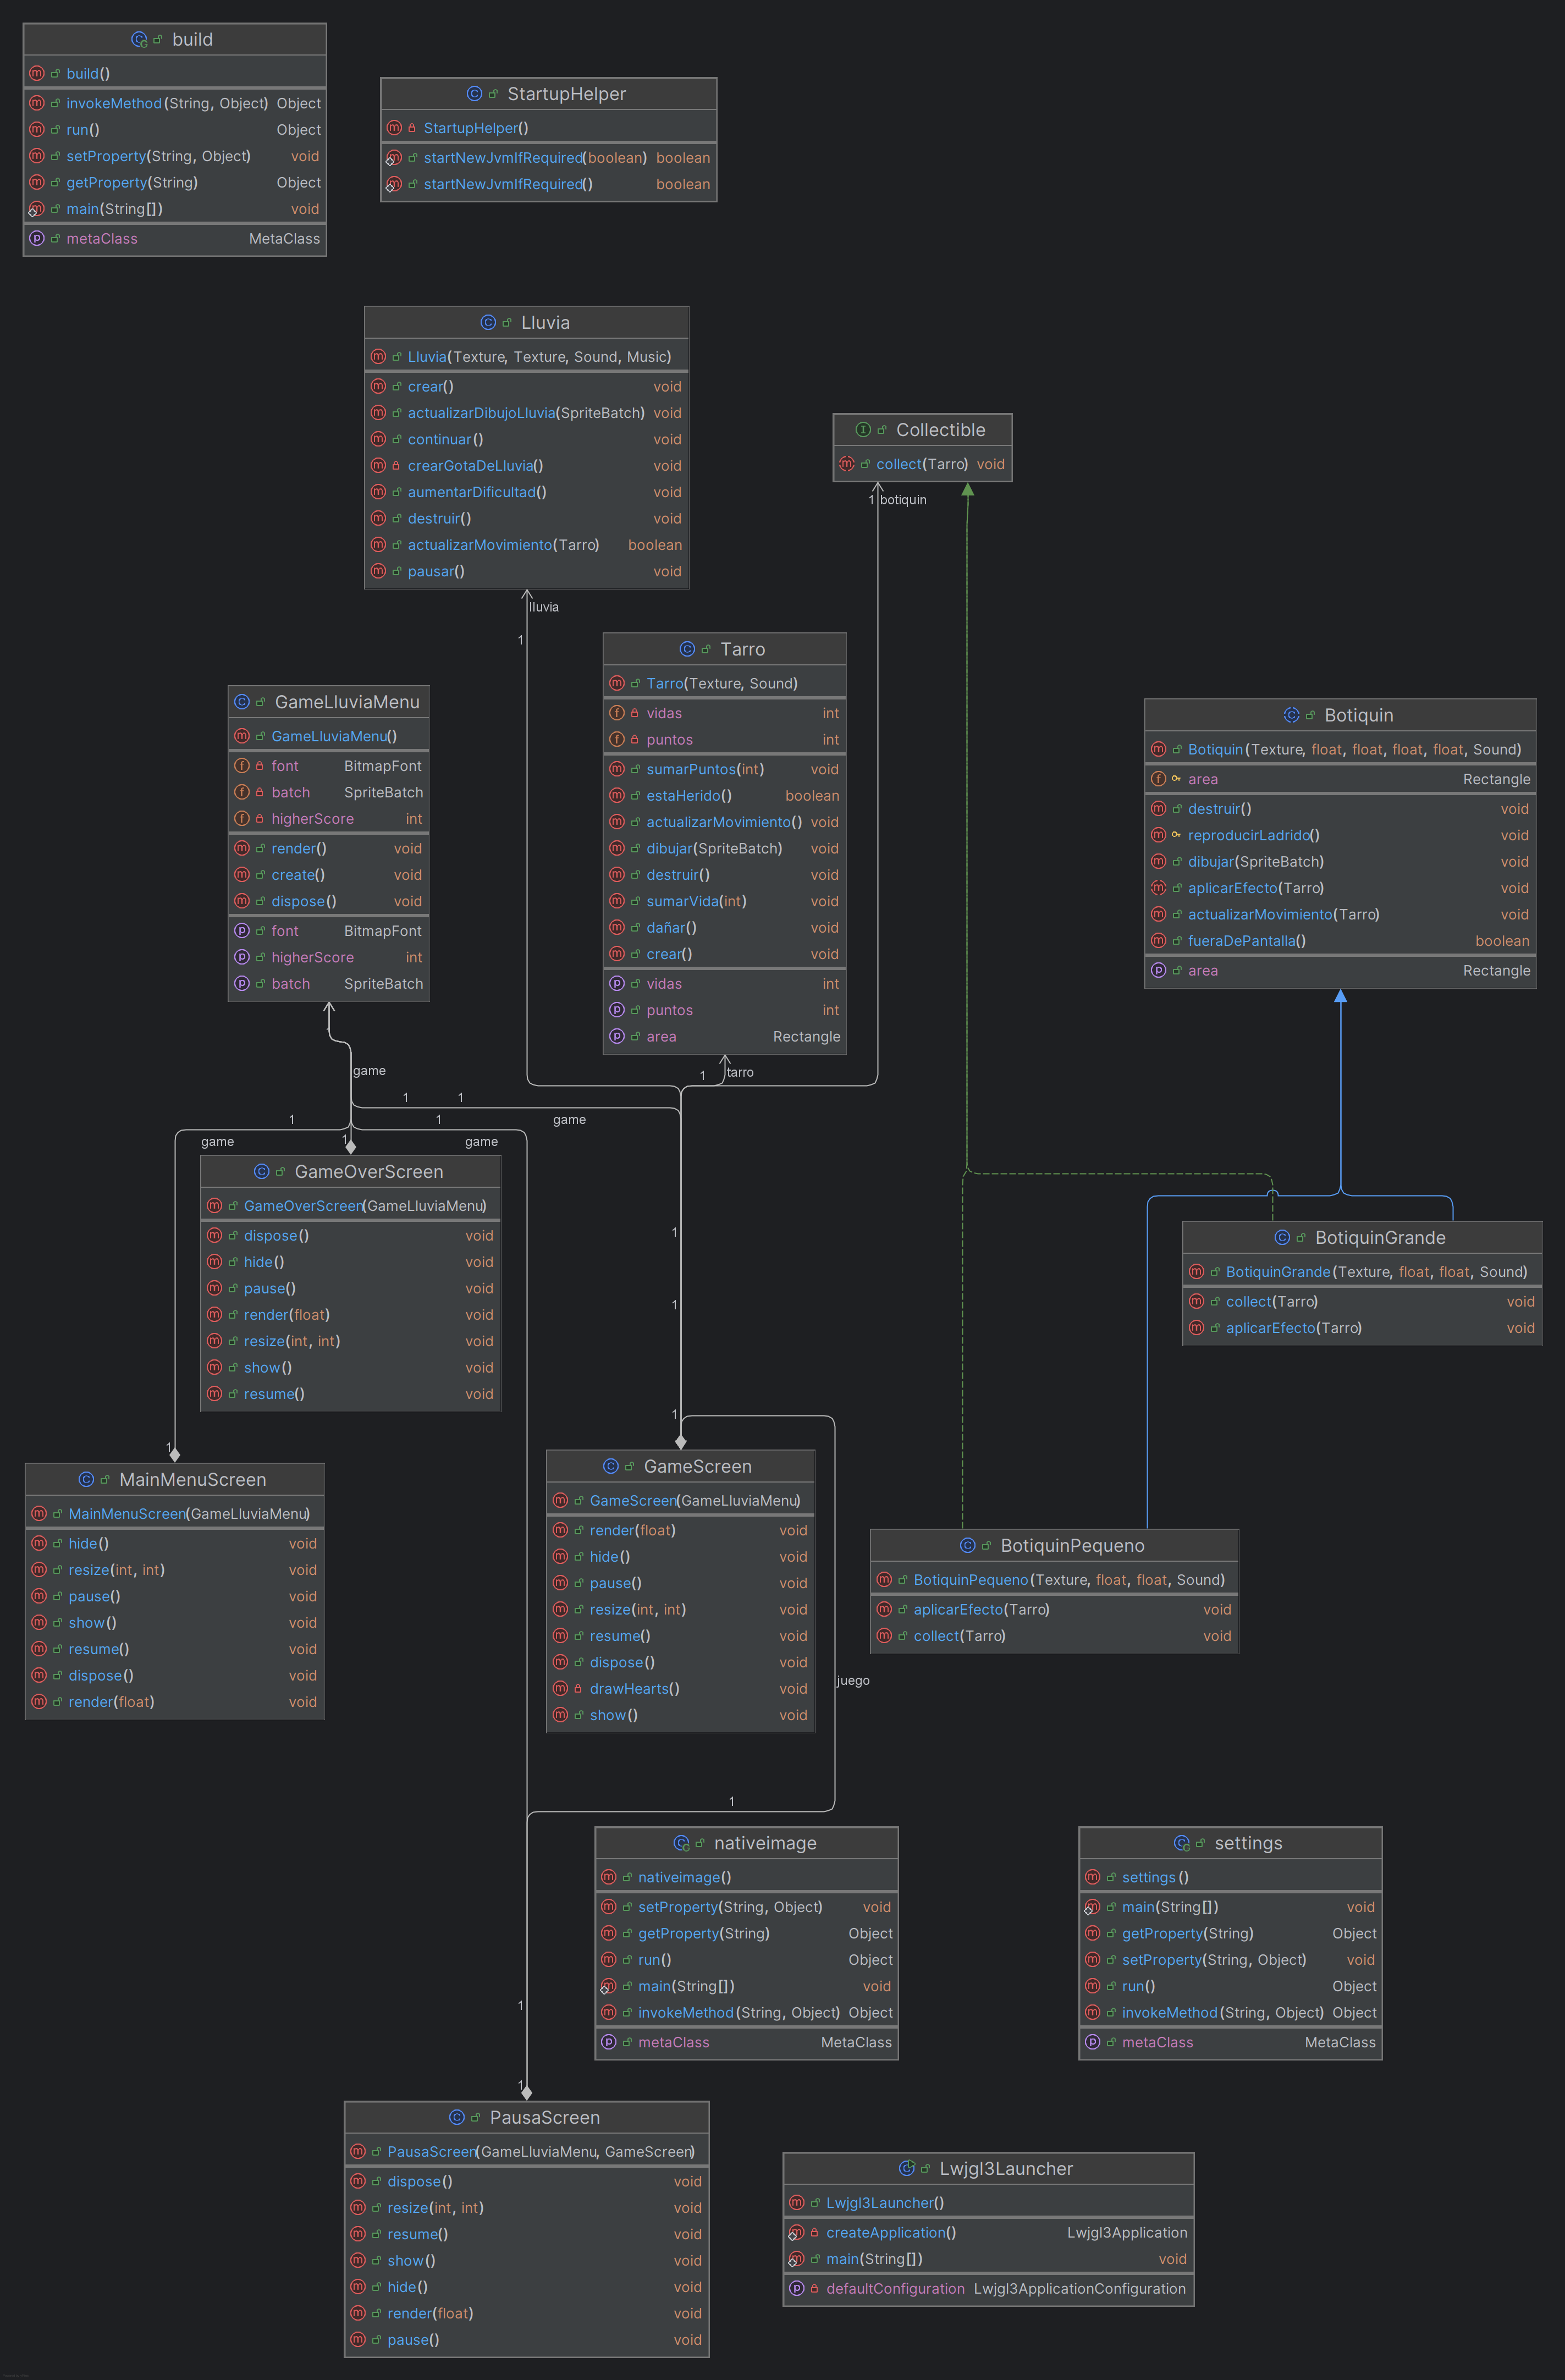 build
build()
invokeMethod(String, Object) Object
run() Object
setProperty(String, Object) void
getProperty(String) Object
main(String[]) void
metaClass MetaClass
StartupHelper
StartupHelper()
startNewJvmIfRequired(boolean) boolean
startNewJvmIfRequired() boolean
Lluvia
Lluvia(Texture, Texture, Sound, Music)
crear() void
actualizarDibujoLluvia(SpriteBatch) void
continuar() void
crearGotaDeLluvia() void
aumentarDificultad() void
destruir() void
actualizarMovimiento(Tarro) boolean
pausar() void
Collectible
collect(Tarro) void
1 botiquin
lluvia
1
Tarro
Tarro(Texture, Sound)
vidas int
puntos int
sumarPuntos(int) void
estaHerido() boolean
actualizarMovimiento() void
dibujar(SpriteBatch) void
destruir() void
sumarVida(int) void
dañar() void
crear() void
vidas int
puntos int
area Rectangle
GameLluviaMenu
GameLluviaMenu()
font BitmapFont
batch SpriteBatch
higherScore int
render() void
create() void
dispose() void
font BitmapFont
higherScore int
batch SpriteBatch
Botiquin
Botiquin(Texture, float, float, float, float, Sound)
area Rectangle
destruir() void
reproducirLadrido() void
dibujar(SpriteBatch) void
aplicarEfecto(Tarro) void
actualizarMovimiento(Tarro) void
fueraDePantalla() boolean
area Rectangle
1
game
1 tarro
1 1
1 1 game
game 1 game
GameOverScreen
GameOverScreen(GameLluviaMenu)
dispose() void
hide() void
pause() void
render(float) void
resize(int, int) void
show() void
resume() void
1
1
BotiquinGrande
BotiquinGrande(Texture, float, float, Sound)
collect(Tarro) void
aplicarEfecto(Tarro) void
1
1
MainMenuScreen
MainMenuScreen(GameLluviaMenu)
hide() void
resize(int, int) void
pause() void
show() void
resume() void
dispose() void
render(float) void
GameScreen
GameScreen(GameLluviaMenu)
render(float) void
hide() void
pause() void
resize(int, int) void
resume() void
dispose() void
drawHearts() void
show() void
juego
BotiquinPequeno
BotiquinPequeno(Texture, float, float, Sound)
aplicarEfecto(Tarro) void
collect(Tarro) void
1
nativeimage
nativeimage()
setProperty(String, Object) void
getProperty(String) Object
run() Object
main(String[]) void
invokeMethod(String, Object) Object
metaClass MetaClass
settings
settings()
main(String[]) void
getProperty(String) Object
setProperty(String, Object) void
run() Object
invokeMethod(String, Object) Object
metaClass MetaClass
1
1
PausaScreen
PausaScreen(GameLluviaMenu, GameScreen)
dispose() void
resize(int, int) void
resume() void
show() void
hide() void
render(float) void
pause() void
Lwjgl3Launcher
Lwjgl3Launcher()
createApplication() Lwjgl3Application
main(String[]) void
defaultConfiguration Lwjgl3ApplicationConfiguration